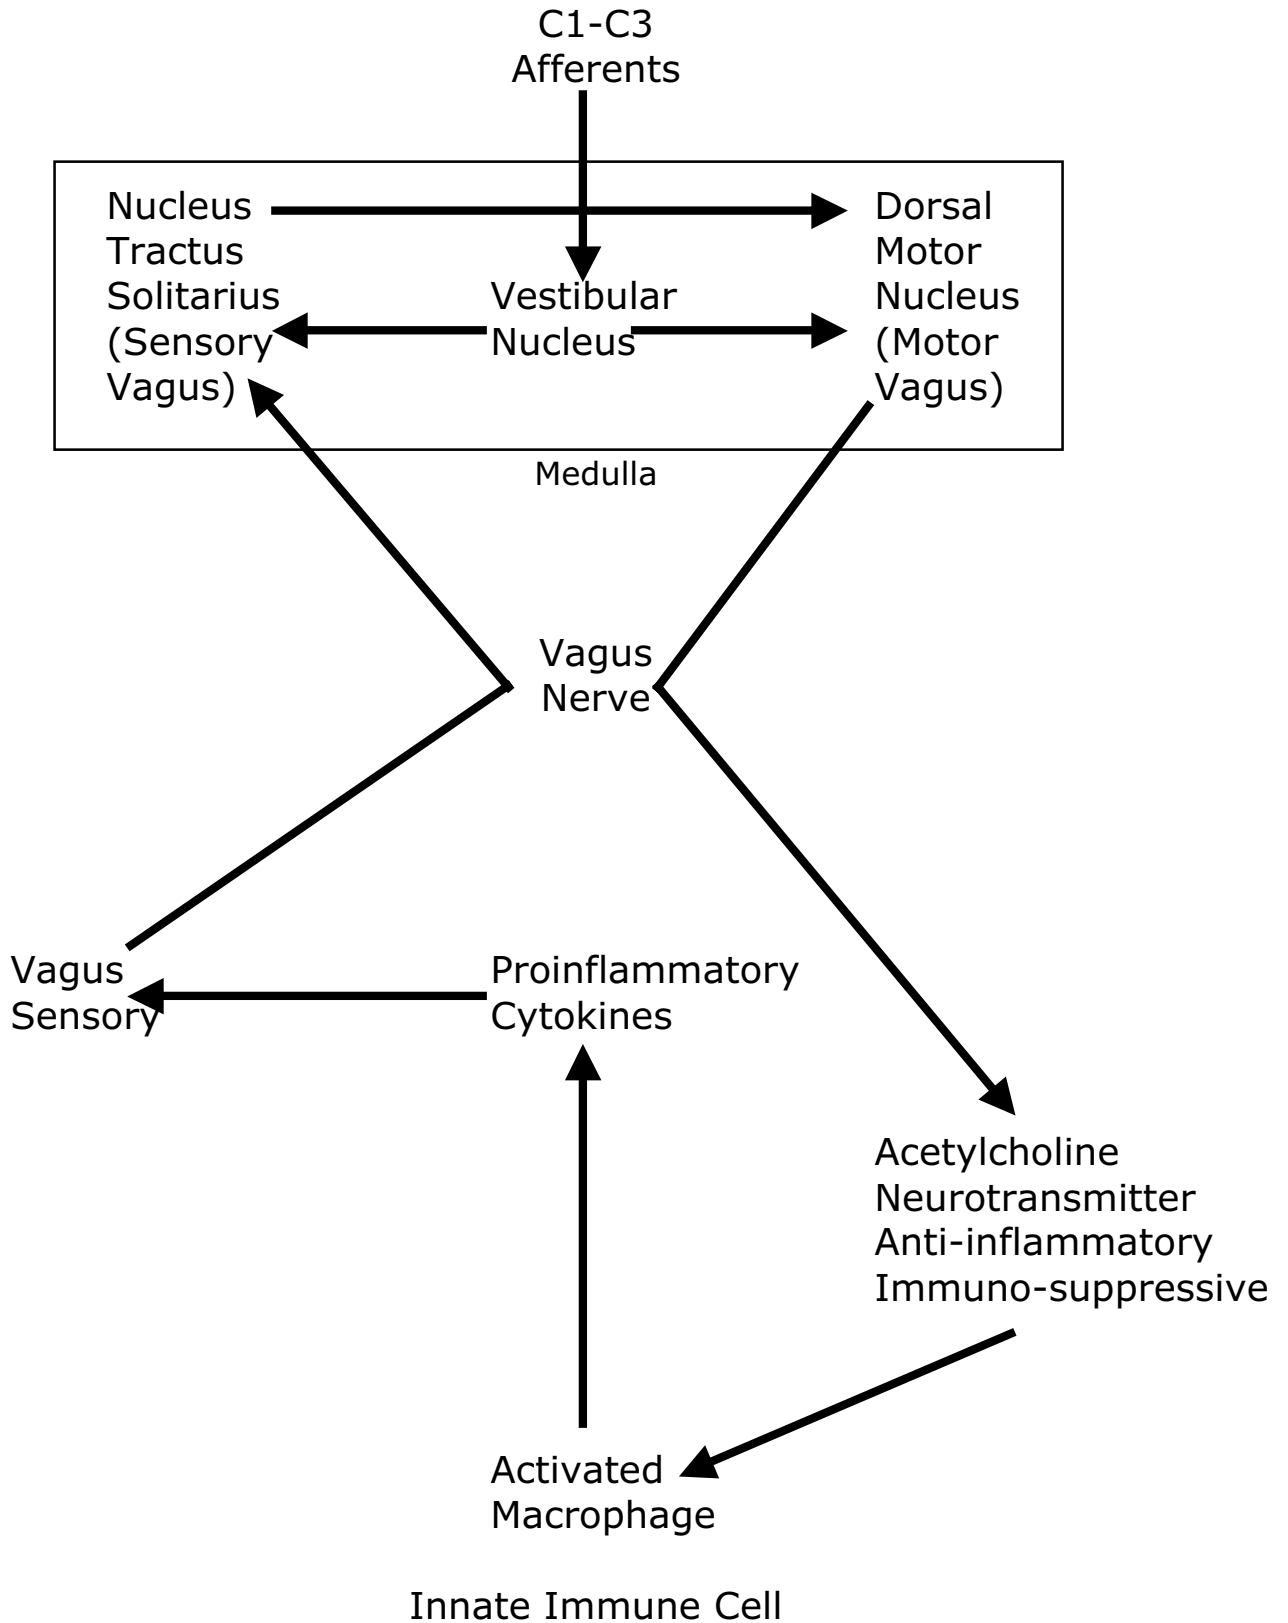 C1-C3
Afferents
Nucleus
Tractus
Solitarius
(Sensory
Vagus)
Vestibular
Nucleus
Dorsal
Motor
Nucleus
(Motor
Vagus)
Medulla
Vagus
Nerve
Vagus
Sensory
Proinflammatory
Cytokines
Acetylcholine
Neurotransmitter
Anti-inflammatory
Immuno-suppressive
Activated
Macrophage
Innate Immune Cell